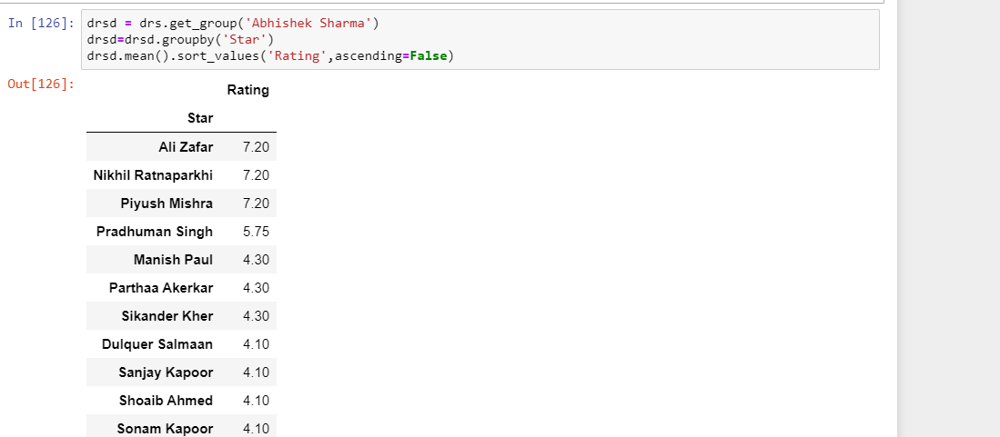 In [126]: drsd = drs.get_group('Abhishek Sharma')
drsd=drsd.groupby('Star')
drsd.mean().sort_values('Rating',ascending=False)
Out[126]:
Rating
Star
Ali Zafar 7.20
Nikhil Ratnaparkhi 7.20
Piyush Mishra 7.20
Pradhuman Singh 5.75
Manish Paul 4.30
Parthaa Akerkar 4.30
Sikander Kher 4.30
Dulquer Salmaan 4.10
Sanjay Kapoor 4.10
Shoaib Ahmed 4.10
Sonam Kapoor 4.10